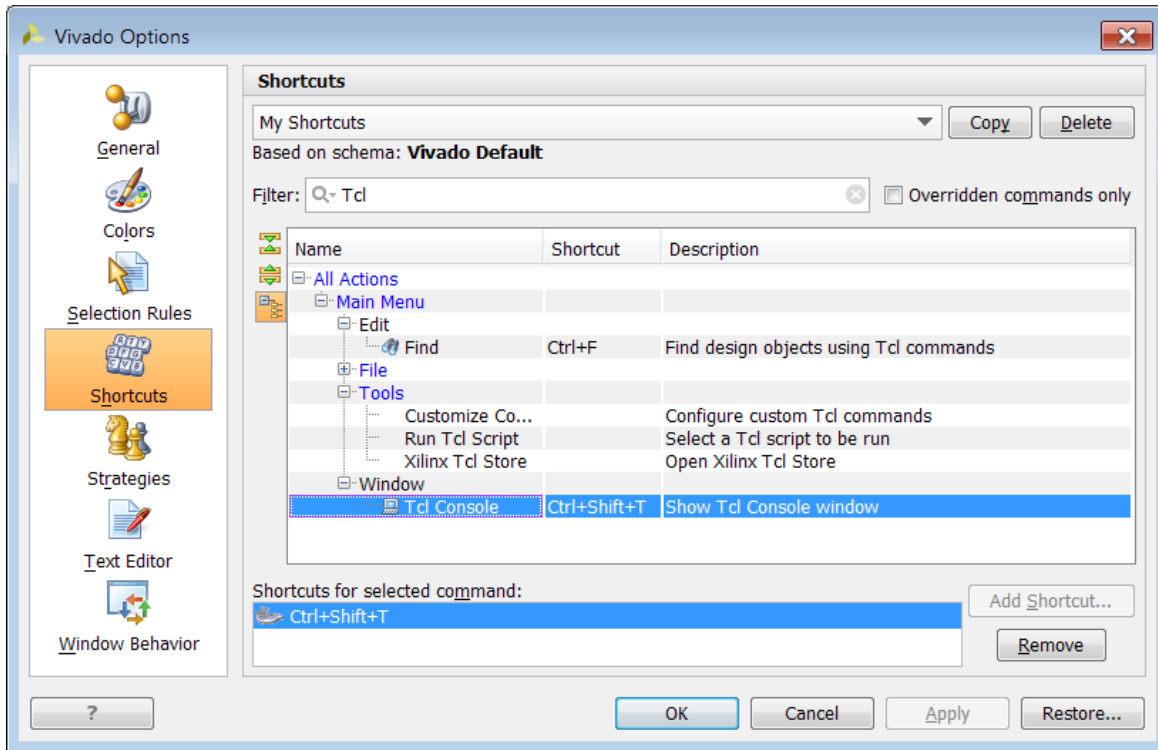 Vivado Options
General
Colors
Selection Rules
Shortcuts
Strategies
Text Editor
Window Behavior
Shortcuts
My Shortcuts Copy Delete
Based on schema: Vivado Default
Filter: Tcl Overridden commands only
Name Shortcut Description
All Actions
Main Menu
Edit
Find Ctrl+F Find design objects using Tcl commands
File
Tools
Customize Co... Configure custom Tcl commands
Run Tcl Script Select a Tcl script to be run
Xilinx Tcl Store Open Xilinx Tcl Store
Window
Tcl Console Ctrl+Shift+T Show Tcl Console window
Shortcuts for selected command:
Ctrl+Shift+T
Add Shortcut...
Remove
? OK Cancel Apply Restore...